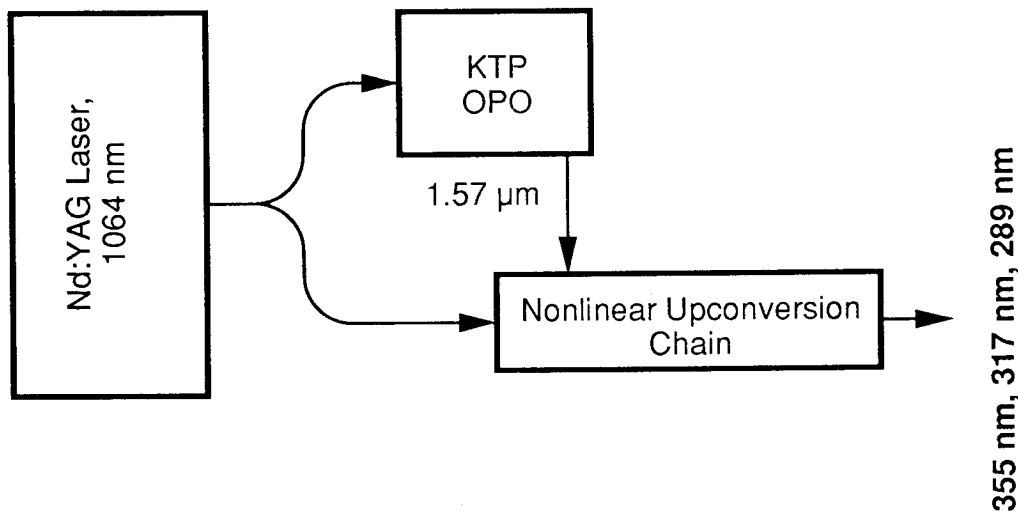 Nd:YAG Laser,
1064 nm
KTP
OPO
1.57 µm
Nonlinear Upconversion
Chain
355 nm, 317 nm, 289 nm